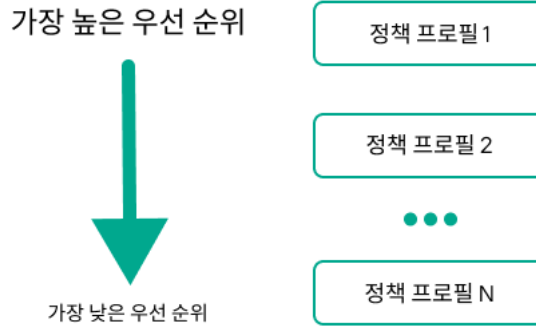 가장 높은 우선 순위
정책 프로필 1
정책 프로필 2
정책 프로필 N
가장 낮은 우선 순위